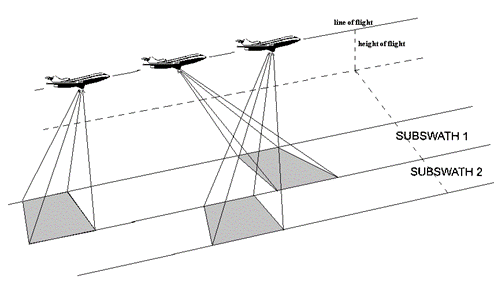 line of flight
height of flight
SUBSWATH 1
SUBSWATH 2